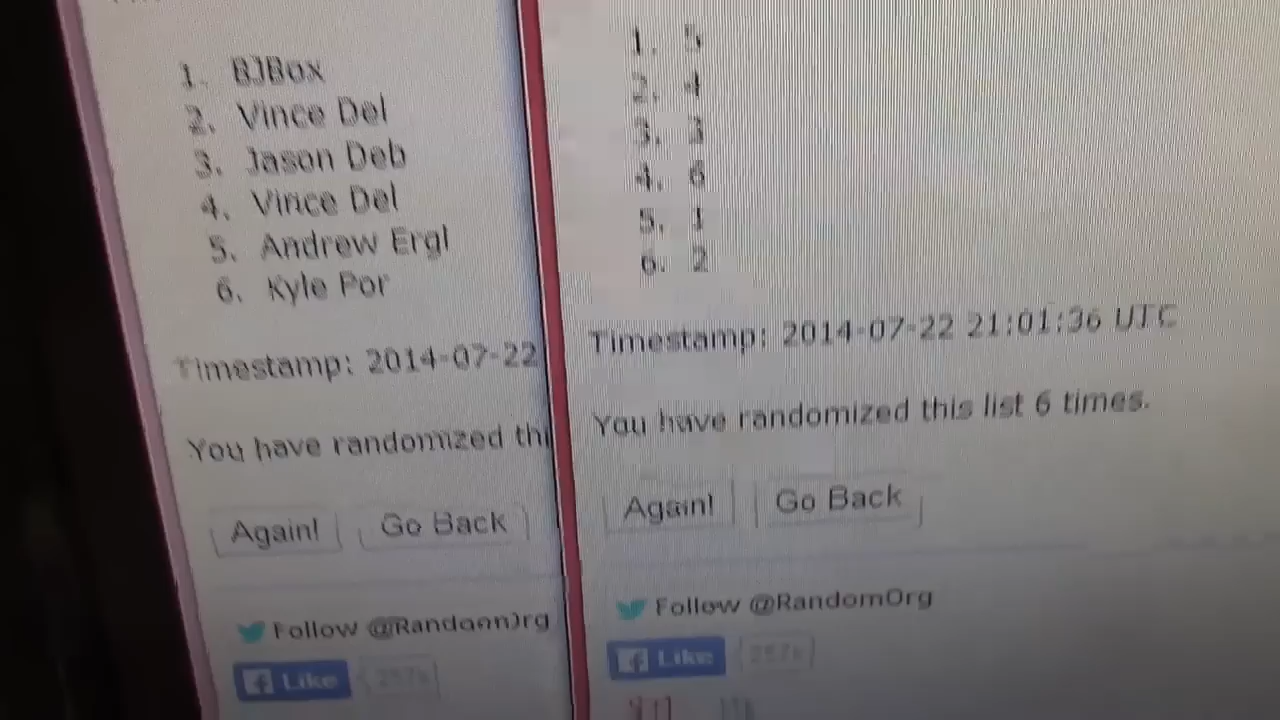 1. BJBox
2. Vince Del
3. Jason Deb
4. Vince Del
5. Andrew Ergl
6. Kyle Por
Timestamp: 2014-07-22
You have randomized thi
Again! Go Back
Follow @RandomOrg
Like 257k
1. 5
2. 4
3. 3
4. 6
5. 1
6. 2
Timestamp: 2014-07-22 21:01:36 UTC
You have randomized this list 6 times.
Again! Go Back
Follow @RandomOrg
Like 257k